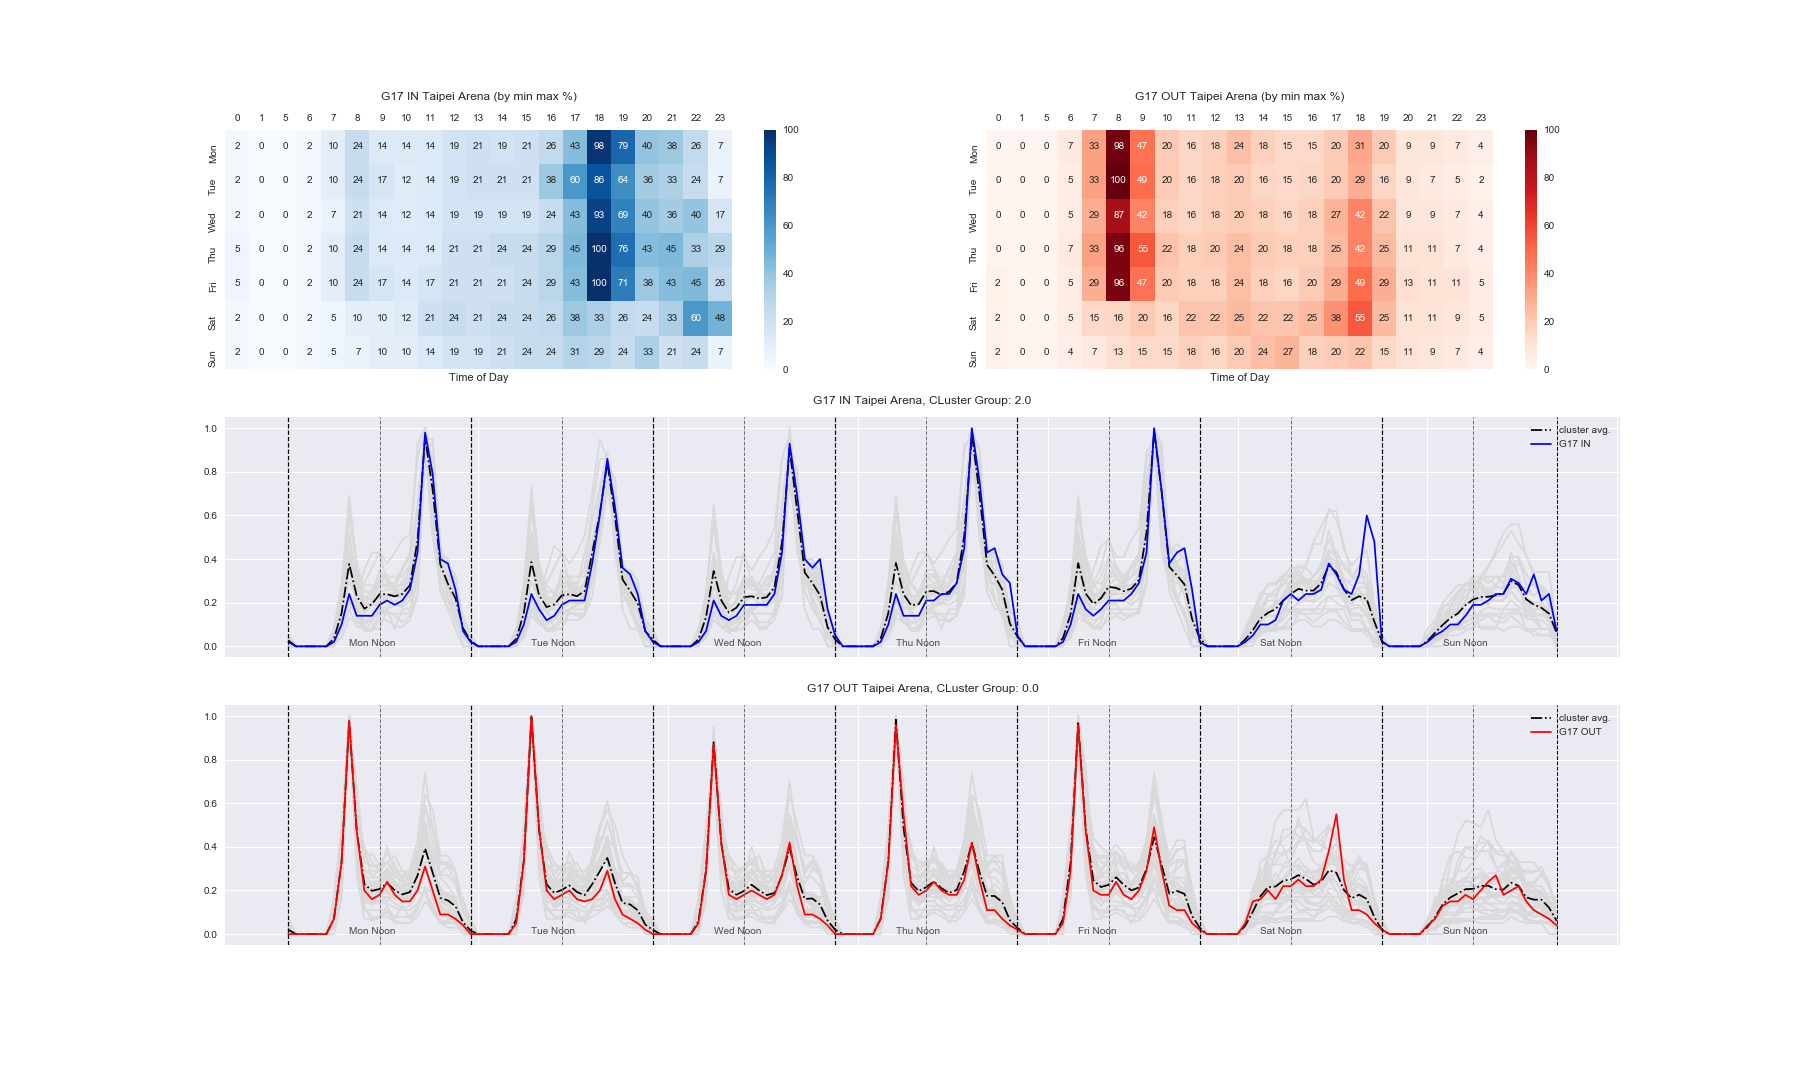 G17 IN Taipei Arena (by min max %)
0 1 5 6 7 8 9 10 11 12 13 14 15 16 17 18 19 20 21 22 23
Mon 2 0 0 2 10 24 14 14 14 19 21 19 21 26 43 98 79 40 38 26 7
Tue 2 0 0 2 10 24 17 12 14 19 21 21 21 38 60 86 64 36 33 24 7
Wed 2 0 0 2 7 21 14 12 14 19 19 19 19 24 43 93 69 40 36 40 17
Thu 5 0 0 2 10 24 14 14 14 21 21 24 24 29 45 100 76 43 45 33 29
Fri 5 0 0 2 10 24 17 14 17 21 21 21 24 29 43 100 71 38 43 45 26
Sat 2 0 0 2 5 10 10 12 21 24 21 24 24 26 38 33 26 24 33 60 48
Sun 2 0 0 2 5 7 10 10 14 19 19 21 24 24 31 29 24 33 21 24 7
Time of Day
100
80
60
40
20
0
G17 OUT Taipei Arena (by min max %)
0 1 5 6 7 8 9 10 11 12 13 14 15 16 17 18 19 20 21 22 23
Mon 0 0 0 7 33 98 47 20 16 18 24 18 15 15 20 31 20 9 9 7 4
Tue 0 0 0 5 33 100 49 20 16 18 20 16 15 16 20 29 16 9 7 5 2
Wed 0 0 0 5 29 87 42 18 16 18 20 18 16 18 27 42 22 9 9 7 4
Thu 0 0 0 7 33 96 55 22 18 20 24 20 18 18 25 42 25 11 11 7 4
Fri 2 0 0 5 29 96 47 20 18 18 24 18 16 20 29 49 29 13 11 11 5
Sat 2 0 0 5 15 16 20 16 22 22 25 22 22 25 38 55 25 11 11 9 5
Sun 2 0 0 4 7 13 15 15 18 16 20 24 27 18 20 22 15 11 9 7 4
Time of Day
100
80
60
40
20
0
G17 IN Taipei Arena, CLuster Group: 2.0
1.0
0.8
0.6
0.4
0.2
0.0
cluster avg.
G17 IN
Mon Noon Tue Noon Wed Noon Thu Noon Fri Noon Sat Noon Sun Noon
G17 OUT Taipei Arena, CLuster Group: 0.0
1.0
0.8
0.6
0.4
0.2
0.0
cluster avg.
G17 OUT
Mon Noon Tue Noon Wed Noon Thu Noon Fri Noon Sat Noon Sun Noon